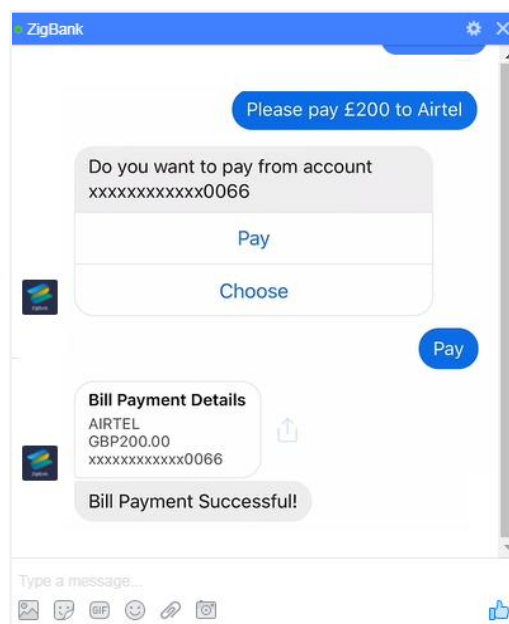 ZigBank
Please pay £200 to Airtel
Do you want to pay from account
xxxxxxxxxxxx0066
Pay
Choose
Pay
Bill Payment Details
AIRTEL
GBP200.00
xxxxxxxxxxxx0066
Bill Payment Successful!
Type a message...
GIF